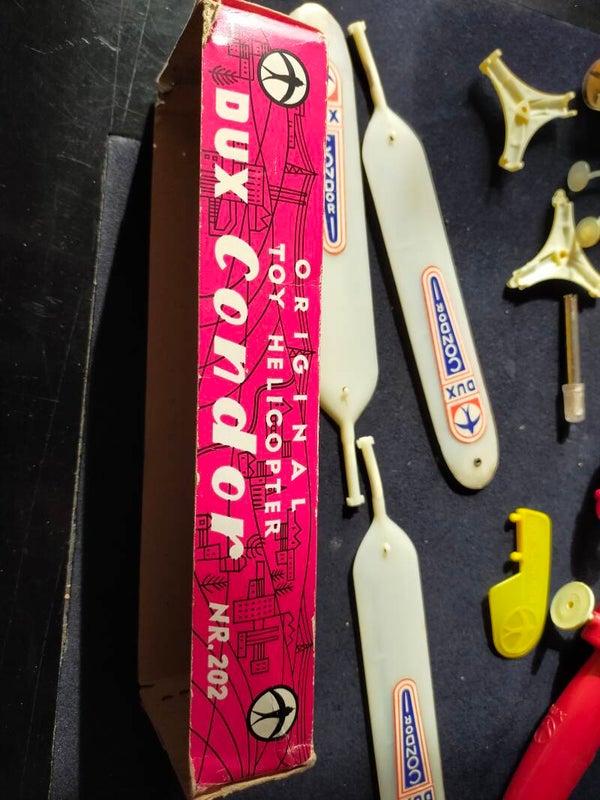 ORIGINAL
TOY HELICOPTER
DUX Condor NR. 202
X CONDOR
DUX
CONDOR
CONDOR
DUX